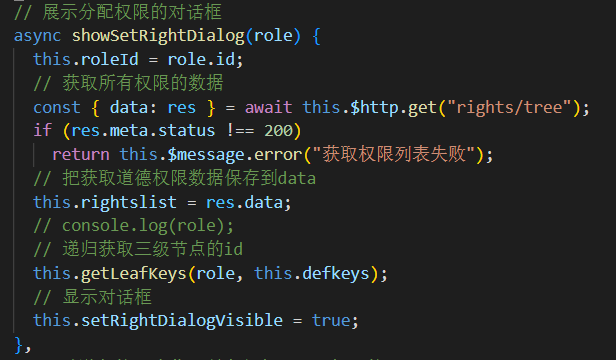 // 展示分配权限的对话框
async showSetRightDialog(role) {
this.roleId = role.id;
// 获取所有权限的数据
const { data: res } = await this.$http.get("rights/tree");
if (res.meta.status !== 200)
return this.$message.error("获取权限列表失败");
// 把获取道德权限数据保存到data
this.rightslist = res.data;
// console.log(role);
// 递归获取三级节点的id
this.getLeafKeys(role, this.defkeys);
// 显示对话框
this.setRightDialogVisible = true;
},